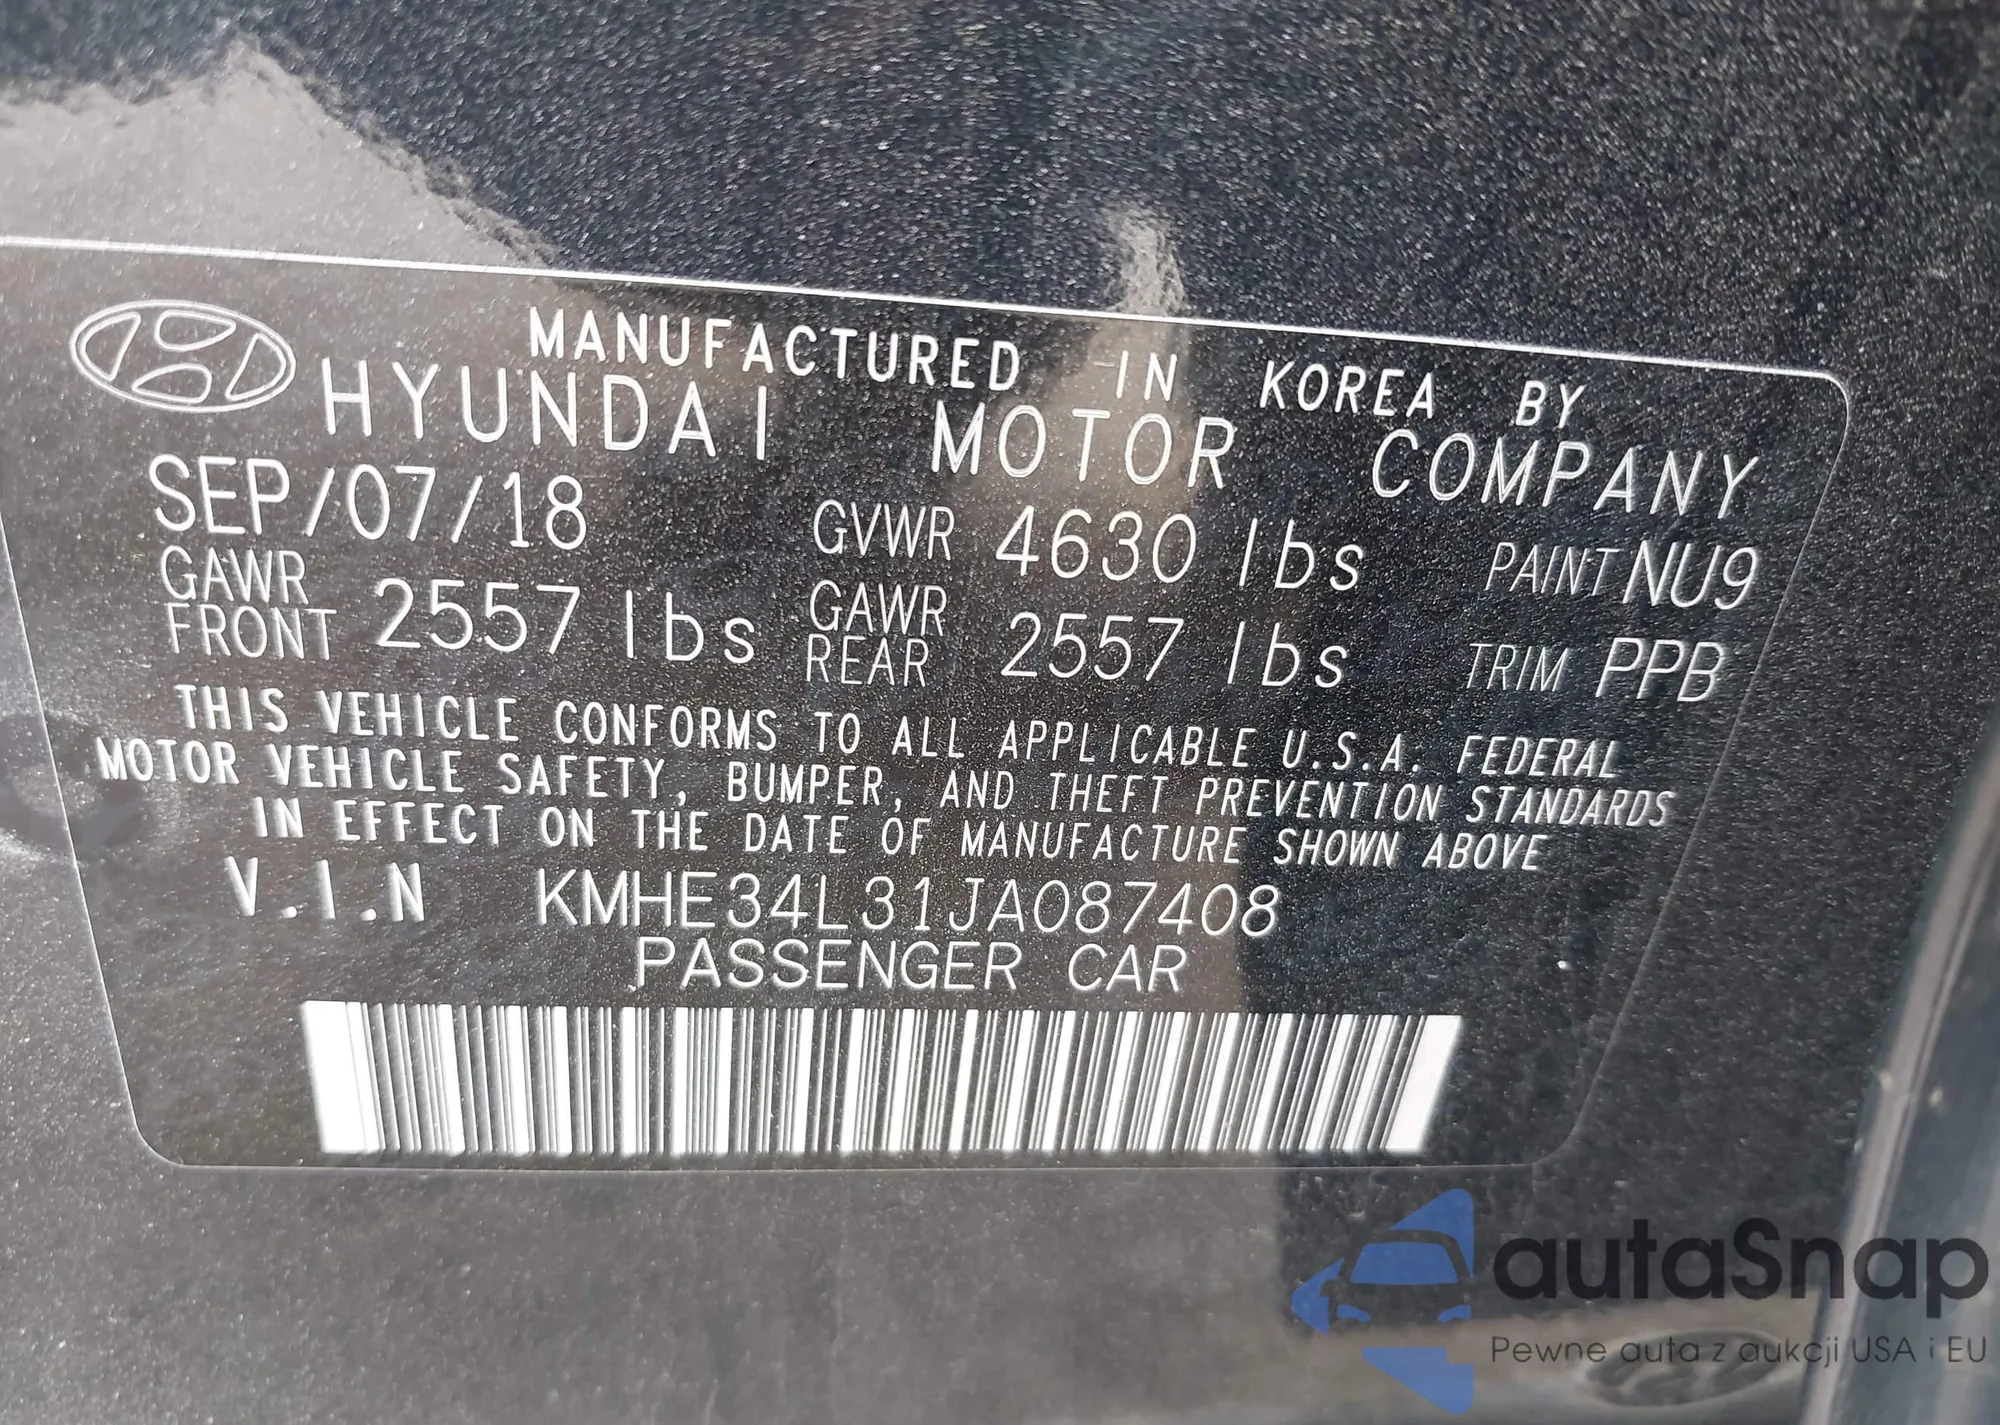 MANUFACTURED IN KOREA BY
HYUNDAI MOTOR COMPANY
SEP/07/18 GVWR 4630 lbs PAINT NU9
GAWR FRONT 2557 lbs GAWR REAR 2557 lbs TRIM PPB
THIS VEHICLE CONFORMS TO ALL APPLICABLE U.S.A. FEDERAL
MOTOR VEHICLE SAFETY, BUMPER, AND THEFT PREVENTION STANDARDS
IN EFFECT ON THE DATE OF MANUFACTURE SHOWN ABOVE
V.I.N KMHE34L31JA087408
PASSENGER CAR
autaSnap
Pewne auta z aukcji USA i EU